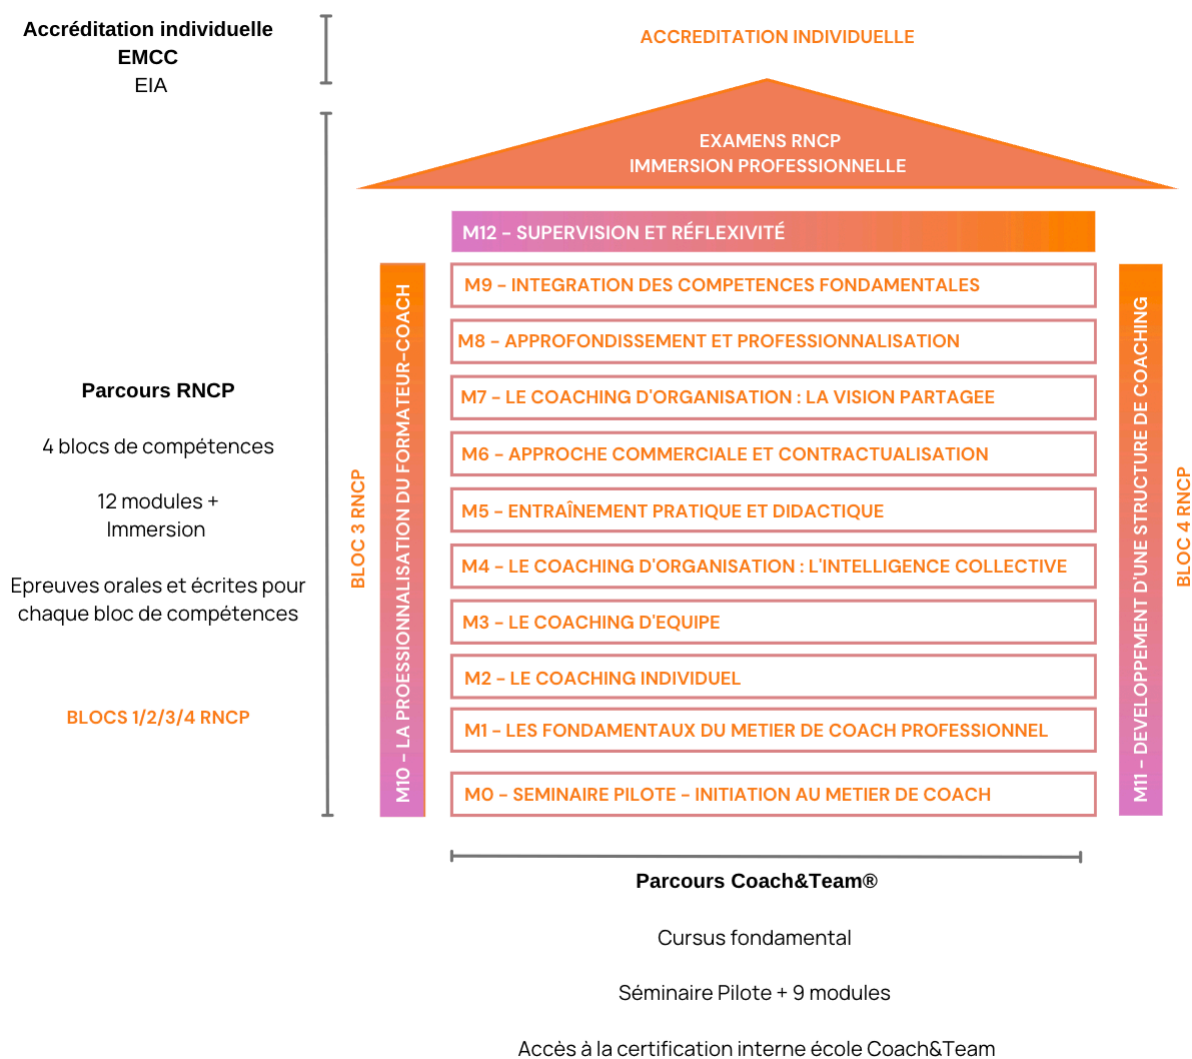 Accréditation individuelle
EMCC
EIA
ACCREDITATION INDIVIDUELLE
EXAMENS RNCP
IMMERSION PROFESSIONNELLE
M12 - SUPERVISION ET RÉFLEXIVITÉ
M9 - INTEGRATION DES COMPETENCES FONDAMENTALES
M8 - APPROFONDISSEMENT ET PROFESSIONNALISATION
M7 - LE COACHING D'ORGANISATION : LA VISION PARTAGEE
M6 - APPROCHE COMMERCIALE ET CONTRACTUALISATION
M5 - ENTRAÎNEMENT PRATIQUE ET DIDACTIQUE
M4 - LE COACHING D'ORGANISATION : L'INTELLIGENCE COLLECTIVE
M3 - LE COACHING D'EQUIPE
M2 - LE COACHING INDIVIDUEL
M1 - LES FONDAMENTAUX DU METIER DE COACH PROFESSIONNEL
M0 - SEMINAIRE PILOTE - INITIATION AU METIER DE COACH
BLOC 3 RNCP
M10 - LA PROESSIONNALISATION DU FORMATEUR-COACH
M11 - DEVELOPPEMENT D'UNE STRUCTURE DE COACHING
BLOC 4 RNCP
Parcours RNCP
4 blocs de compétences
12 modules +
Immersion
Epreuves orales et écrites pour
chaque bloc de compétences
BLOCS 1/2/3/4 RNCP
Parcours Coach&Team®
Cursus fondamental
Séminaire Pilote + 9 modules
Accès à la certification interne école Coach&Team